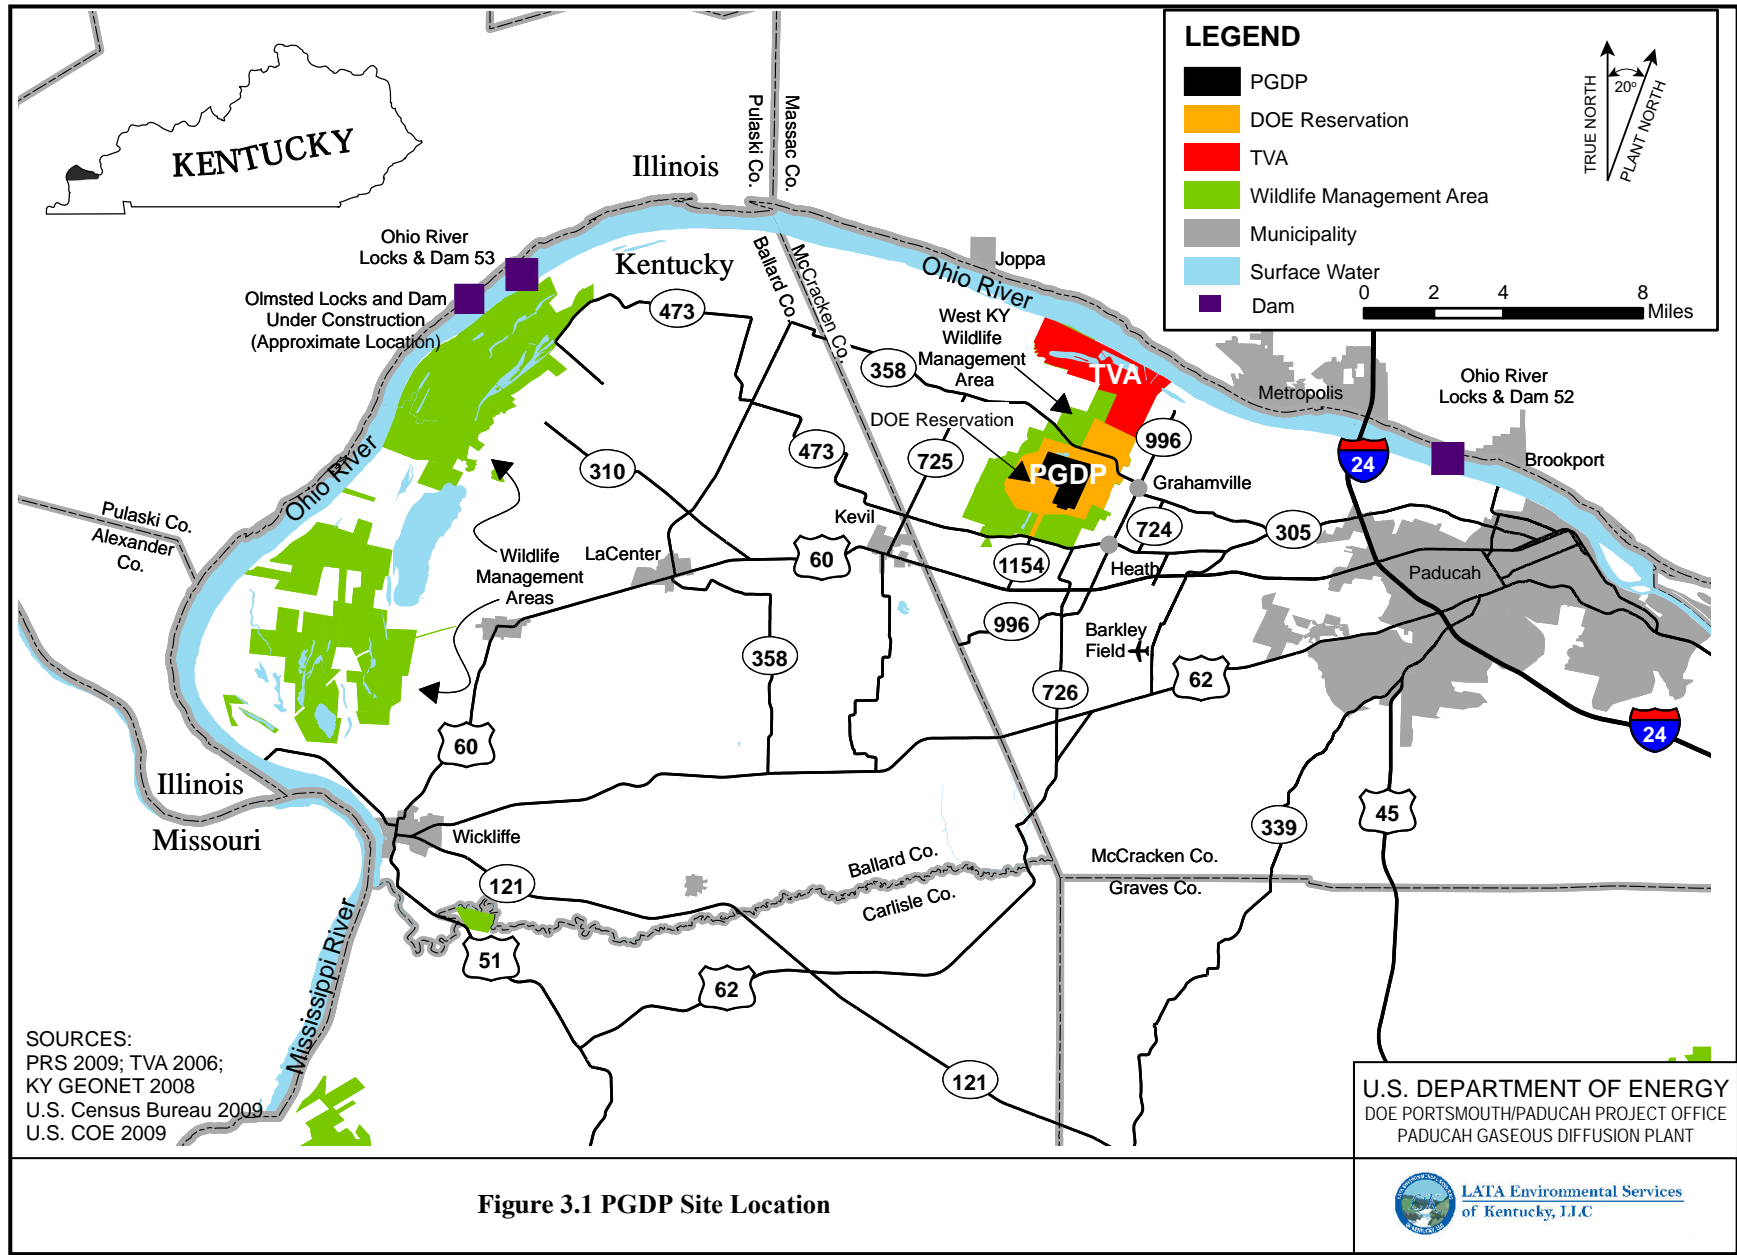 LEGEND
PGDP
DOE Reservation
TVA
Wildlife Management Area
Municipality
Surface Water
Dam
TRUE NORTH
20°
PLANT NORTH
0 2 4 8
Miles
KENTUCKY
Illinois
Pulaski Co.
Massac Co.
Ohio River
Locks & Dam 53
Kentucky
Ballard Co.
McCracken Co.
Ohio River
Joppa
Olmsted Locks and Dam
Under Construction
(Approximate Location)
473
West KY
Wildlife
Management
Area
358
TVA
Metropolis
Ohio River
Locks & Dam 52
DOE Reservation
996
473
725
310
PGDP
24
Brookport
Grahamville
Ohio River
Pulaski Co.
Alexander
Co.
Kevil
724
305
Wildlife
Management
Areas
LaCenter
60
1154
Heath
Paducah
996
Barkley
Field
358
726
62
60
24
Illinois
Missouri
Wickliffe
45
339
121
Ballard Co.
Carlisle Co.
McCracken Co.
Graves Co.
51
62
Mississippi River
121
SOURCES:
PRS 2009; TVA 2006;
KY GEONET 2008
U.S. Census Bureau 2009
U.S. COE 2009
U.S. DEPARTMENT OF ENERGY
DOE PORTSMOUTH/PADUCAH PROJECT OFFICE
PADUCAH GASEOUS DIFFUSION PLANT
Figure 3.1 PGDP Site Location
LATA Environmental Services
of Kentucky, LLC